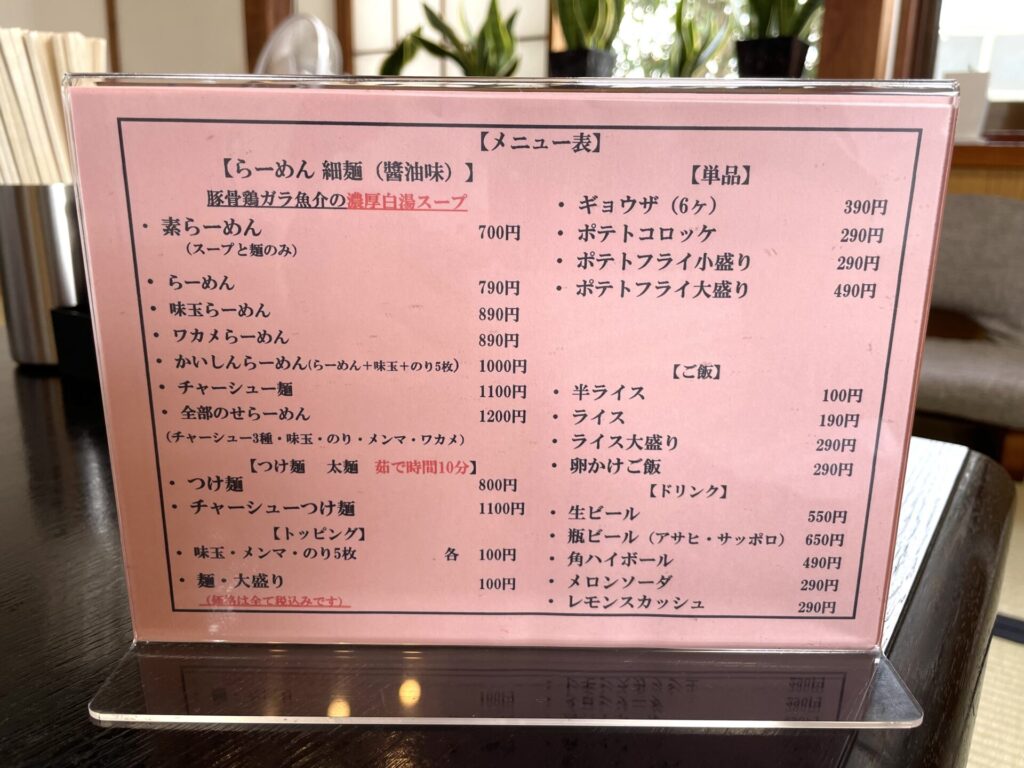 【メニュー表】
【らーめん 細麺（醬油味）】
豚骨鶏ガラ魚介の濃厚白湯スープ
・素らーめん 700円
（スープと麺のみ）
・らーめん 790円
・味玉らーめん 890円
・ワカメらーめん 890円
・かいしんらーめん（らーめん＋味玉＋のり5枚） 1000円
・チャーシュー麺 1100円
・全部のせらーめん 1200円
（チャーシュー3種・味玉・のり・メンマ・ワカメ）
【つけ麺 太麺 茹で時間10分】
・つけ麺 800円
・チャーシューつけ麺 1100円
【トッピング】
・味玉・メンマ・のり5枚 各 100円
・麺・大盛り 100円
（価格は全て税込みです）
【単品】
・ギョウザ（6ヶ） 390円
・ポテトコロッケ 290円
・ポテトフライ小盛り 290円
・ポテトフライ大盛り 490円
【ご飯】
・半ライス 100円
・ライス 190円
・ライス大盛り 290円
・卵かけご飯 290円
【ドリンク】
・生ビール 550円
・瓶ビール（アサヒ・サッポロ） 650円
・角ハイボール 490円
・メロンソーダ 290円
・レモンスカッシュ 290円